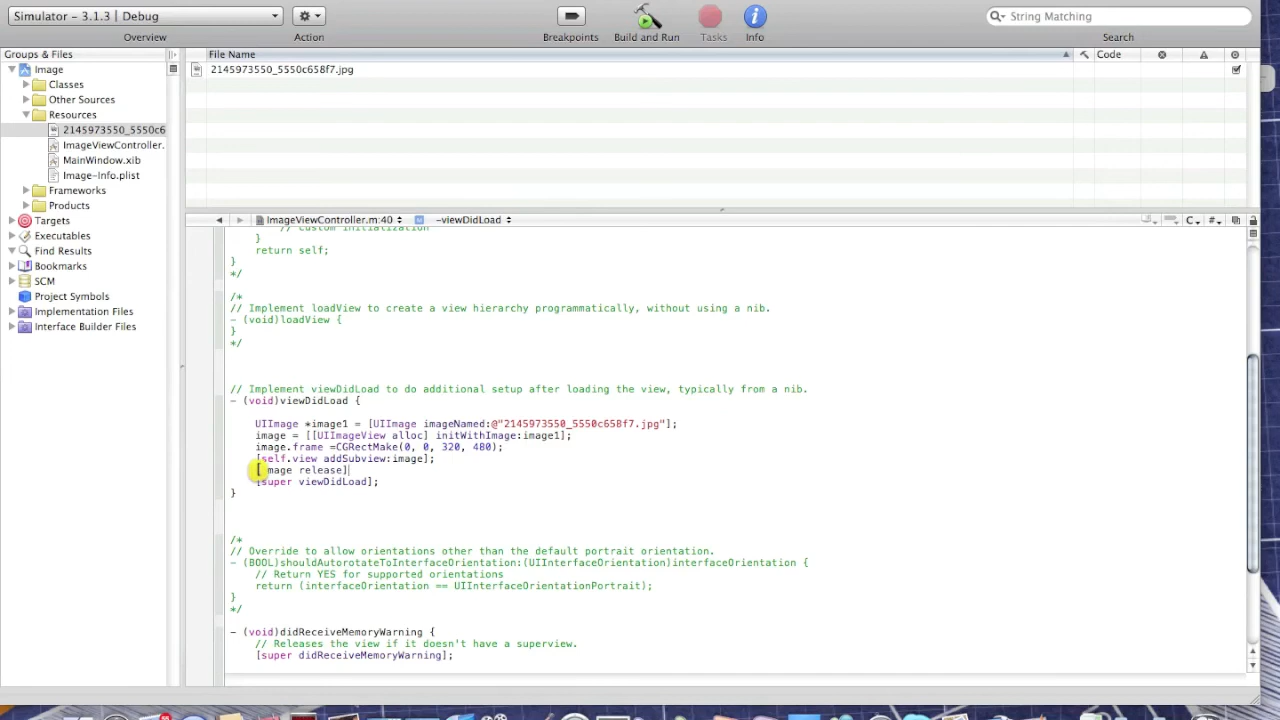 Simulator - 3.1.3 | Debug
String Matching
Overview
Action
Breakpoints
Build and Run
Tasks
Info
Search
Groups & Files
File Name
Code
Image
2145973550_5550c658f7.jpg
Classes
Other Sources
Resources
2145973550_5550c6
ImageViewController.
MainWindow.xib
Image-Info.plist
Frameworks
Products
Targets
Executables
Find Results
Bookmarks
SCM
Project Symbols
Implementation Files
Interface Builder Files
ImageViewController.m:40
M
-viewDidLoad
C
#
// Custom initialization
}
return self;
}
*/
/*
// Implement loadView to create a view hierarchy programmatically, without using a nib.
- (void)loadView {
}
*/
// Implement viewDidLoad to do additional setup after loading the view, typically from a nib.
- (void)viewDidLoad {
UIImage *image1 = [UIImage imageNamed:@"2145973550_5550c658f7.jpg"];
image = [[UIImageView alloc] initWithImage:image1];
image.frame =CGRectMake(0, 0, 320, 480);
[self.view addSubview:image];
[image release]
[super viewDidLoad];
}
/*
// Override to allow orientations other than the default portrait orientation.
- (BOOL)shouldAutorotateToInterfaceOrientation:(UIInterfaceOrientation)interfaceOrientation {
// Return YES for supported orientations
return (interfaceOrientation == UIInterfaceOrientationPortrait);
}
*/
- (void)didReceiveMemoryWarning {
// Releases the view if it doesn't have a superview.
[super didReceiveMemoryWarning];